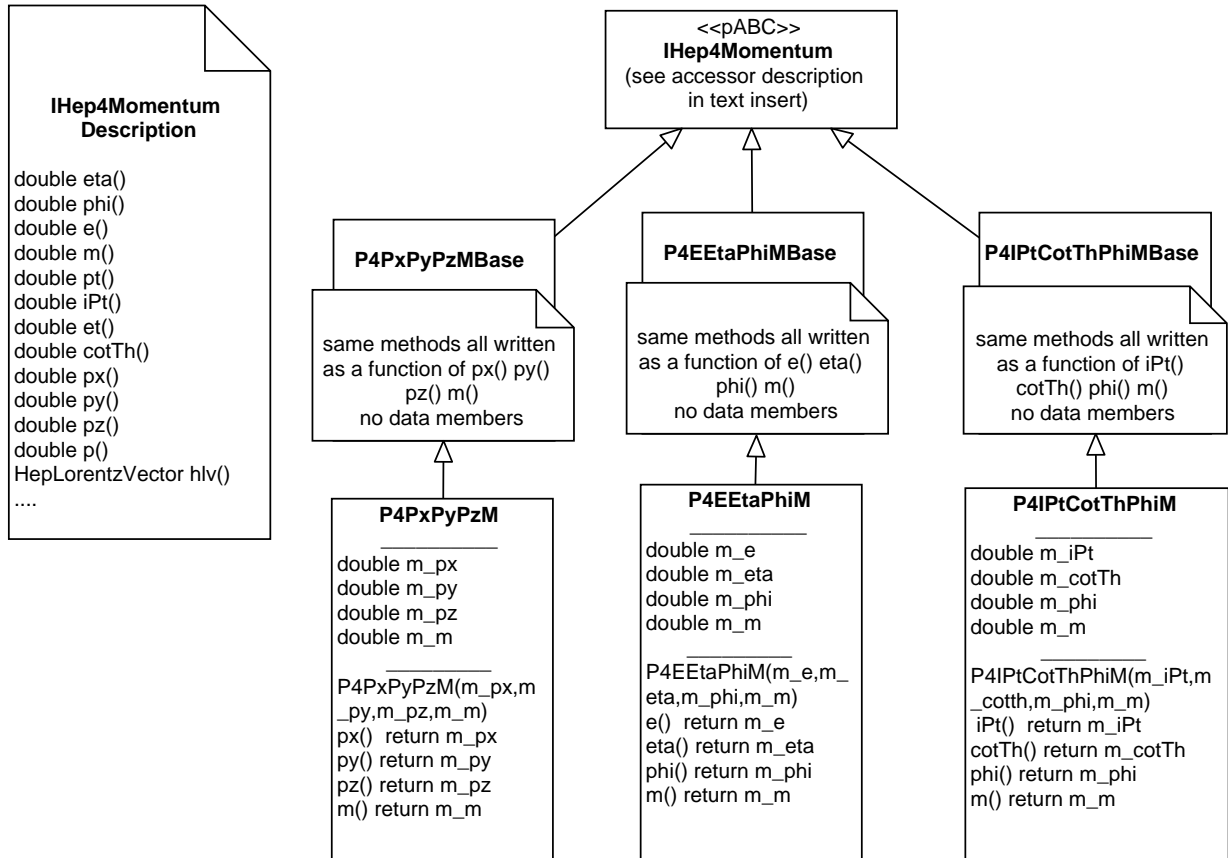 IHep4Momentum
Description
double eta()
double phi()
double e()
double m()
double pt()
double iPt()
double et()
double cotTh()
double px()
double py()
double pz()
double p()
HepLorentzVector hlv()
....
<<pABC>>
IHep4Momentum
(see accessor description
in text insert)
P4PxPyPzMBase
same methods all written
as a function of px() py()
pz() m()
no data members
P4EEtaPhiMBase
same methods all written
as a function of e() eta()
phi() m()
no data members
P4IPtCotThPhiMBase
same methods all written
as a function of iPt()
cotTh() phi() m()
no data members
P4PxPyPzM
double m_px
double m_py
double m_pz
double m_m
P4PxPyPzM(m_px,m
_py,m_pz,m_m)
px()  return m_px
py() return m_py
pz() return m_pz
m() return m_m
P4EEtaPhiM
double m_e
double m_eta
double m_phi
double m_m
P4EEtaPhiM(m_e,m_
eta,m_phi,m_m)
e()  return m_e
eta() return m_eta
phi() return m_phi
m() return m_m
P4IPtCotThPhiM
double m_iPt
double m_cotTh
double m_phi
double m_m
P4IPtCotThPhiM(m_iPt,m
_cotth,m_phi,m_m)
iPt()  return m_iPt
cotTh() return m_cotTh
phi() return m_phi
m() return m_m